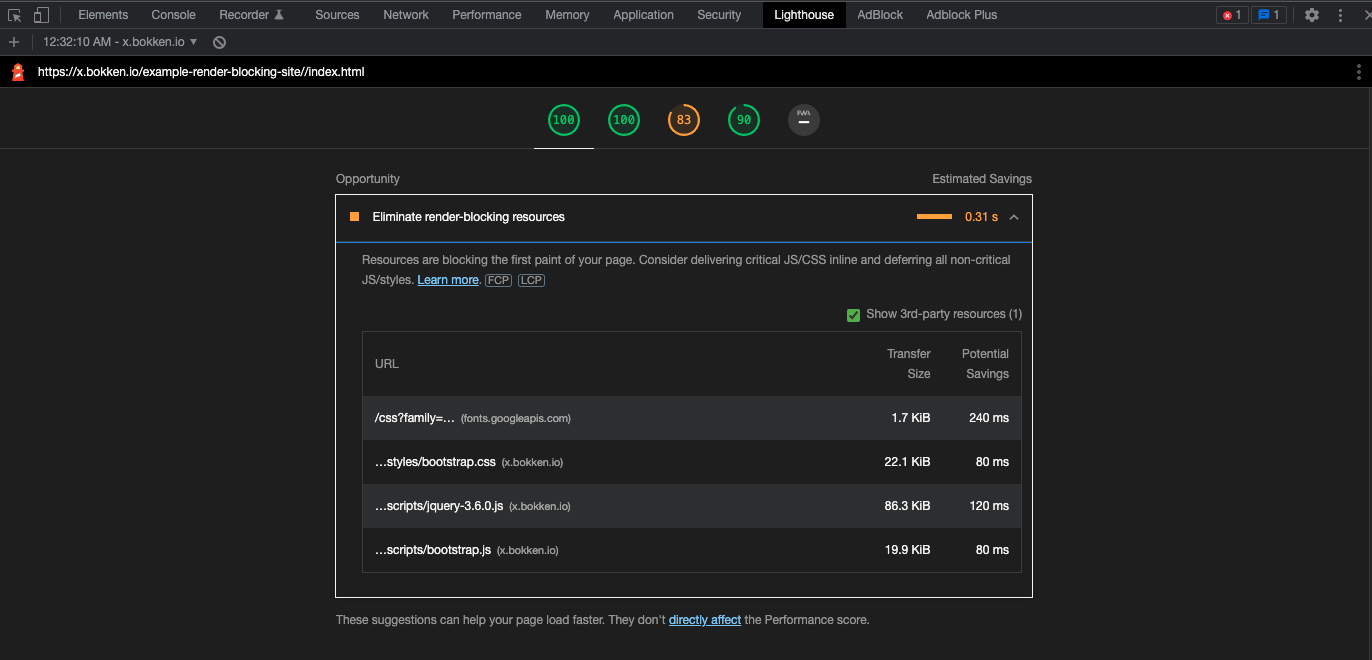 Elements Console Recorder Sources Network Performance Memory Application Security Lighthouse AdBlock Adblock Plus 1 1
12:32:10 AM - x.bokken.io
https://x.bokken.io/example-render-blocking-site//index.html
100 100 83 90 PWA
Opportunity Estimated Savings
Eliminate render-blocking resources 0.31 s
Resources are blocking the first paint of your page. Consider delivering critical JS/CSS inline and deferring all non-critical
JS/styles. Learn more. FCP LCP
Show 3rd-party resources (1)
URL Transfer Size Potential Savings
/css?family=... (fonts.googleapis.com) 1.7 KiB 240 ms
...styles/bootstrap.css (x.bokken.io) 22.1 KiB 80 ms
...scripts/jquery-3.6.0.js (x.bokken.io) 86.3 KiB 120 ms
...scripts/bootstrap.js (x.bokken.io) 19.9 KiB 80 ms
These suggestions can help your page load faster. They don't directly affect the Performance score.